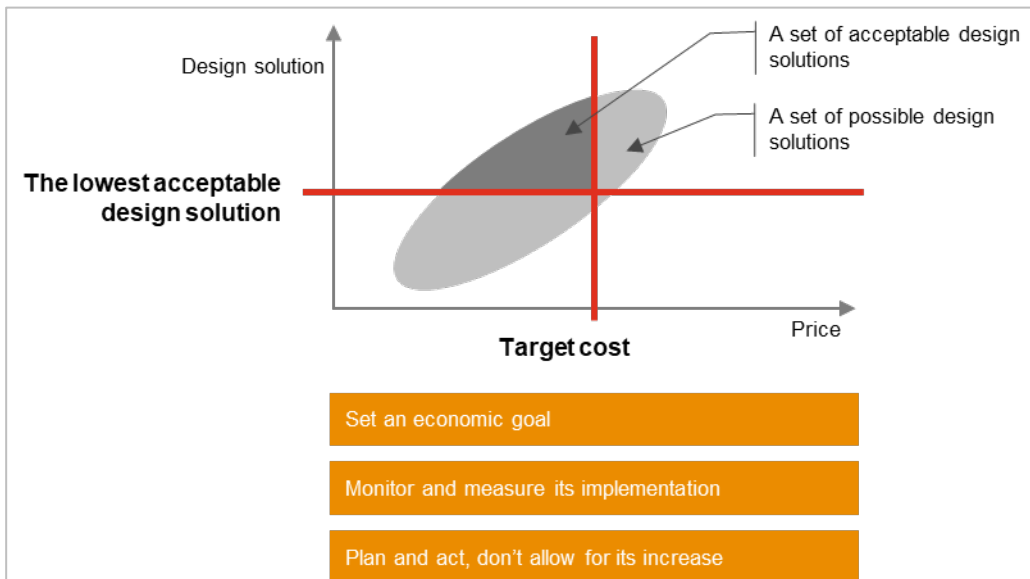 A set of acceptable design
solutions
Design solution
A set of possible design
solutions
The lowest acceptable
design solution
Price
Target cost
Set an economic goal
Monitor and measure its implementation
Plan and act, don’t allow for its increase